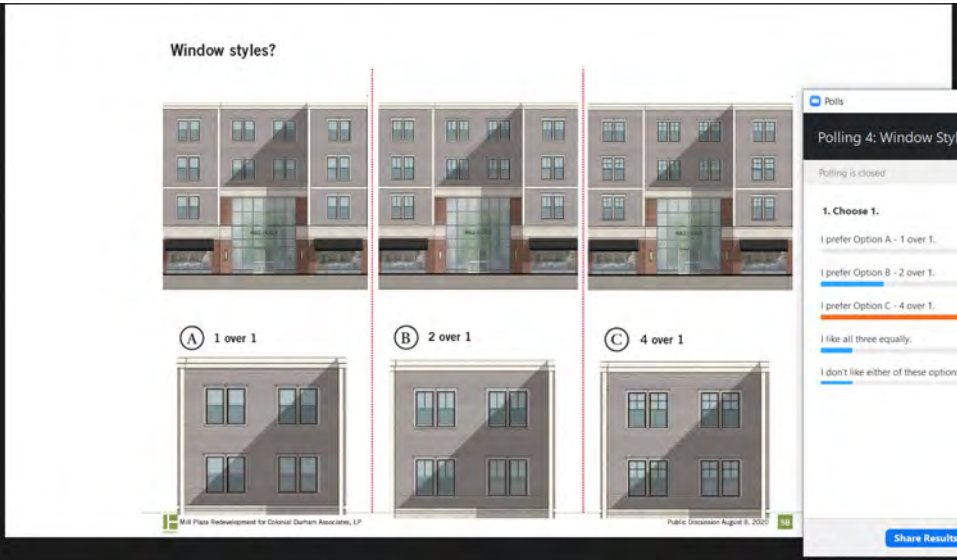 Window styles?
A 1 over 1
B 2 over 1
C 4 over 1
Mill Plaza Redevelopment for Colonial Durham Associates, LP
Public Discussion August 8, 2020 58
Polls
Polling 4: Window Styl
Polling is closed
1. Choose 1.
I prefer Option A - 1 over 1.
I prefer Option B - 2 over 1.
I prefer Option C - 4 over 1.
I like all three equally.
I don't like either of these option
Share Results